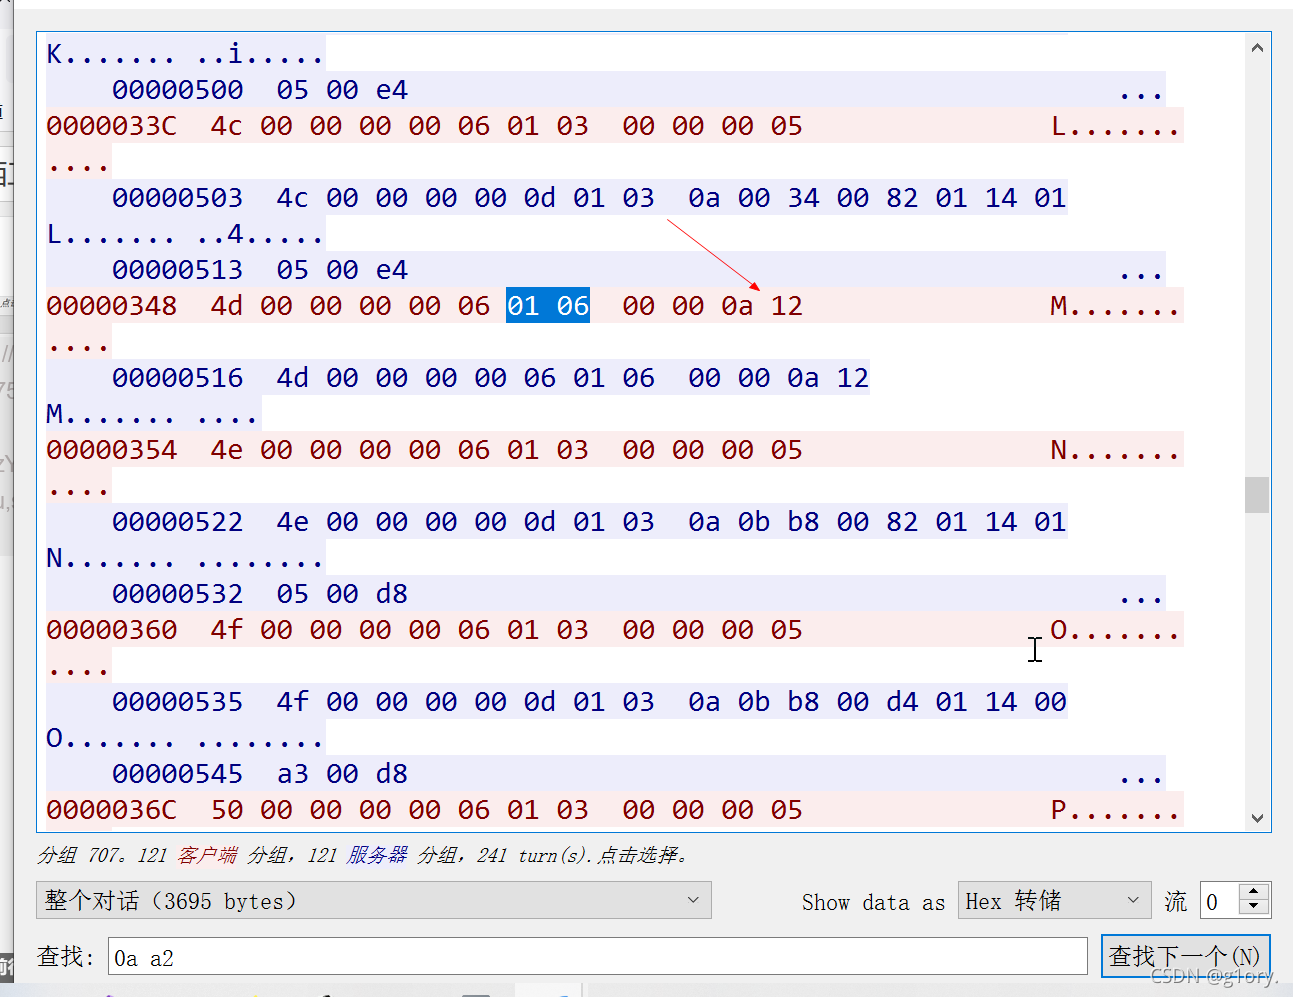 K....... ..i.....
00000500  05 00 e4 ...
0000033C  4c 00 00 00 00 06 01 03  00 00 00 05 L.......
....
00000503  4c 00 00 00 00 0d 01 03  0a 00 34 00 82 01 14 01
L....... ..4.....
00000513  05 00 e4 ...
00000348  4d 00 00 00 00 06 01 06  00 00 0a 12 M.......
....
00000516  4d 00 00 00 00 06 01 06  00 00 0a 12
M....... ....
00000354  4e 00 00 00 00 06 01 03  00 00 00 05 N.......
....
00000522  4e 00 00 00 00 0d 01 03  0a 0b b8 00 82 01 14 01
N....... ........
00000532  05 00 d8 ...
00000360  4f 00 00 00 00 06 01 03  00 00 00 05 O.......
....
00000535  4f 00 00 00 00 0d 01 03  0a 0b b8 00 d4 01 14 00
O....... ........
00000545  a3 00 d8 ...
0000036C  50 00 00 00 00 06 01 03  00 00 00 05 P.......
分组 707。121 客户端 分组，121 服务器 分组，241 turn(s).点击选择。
整个对话（3695 bytes） Show data as Hex 转储 流 0
查找: 0a a2 查找下一个(N)
CSDN @g1ory.